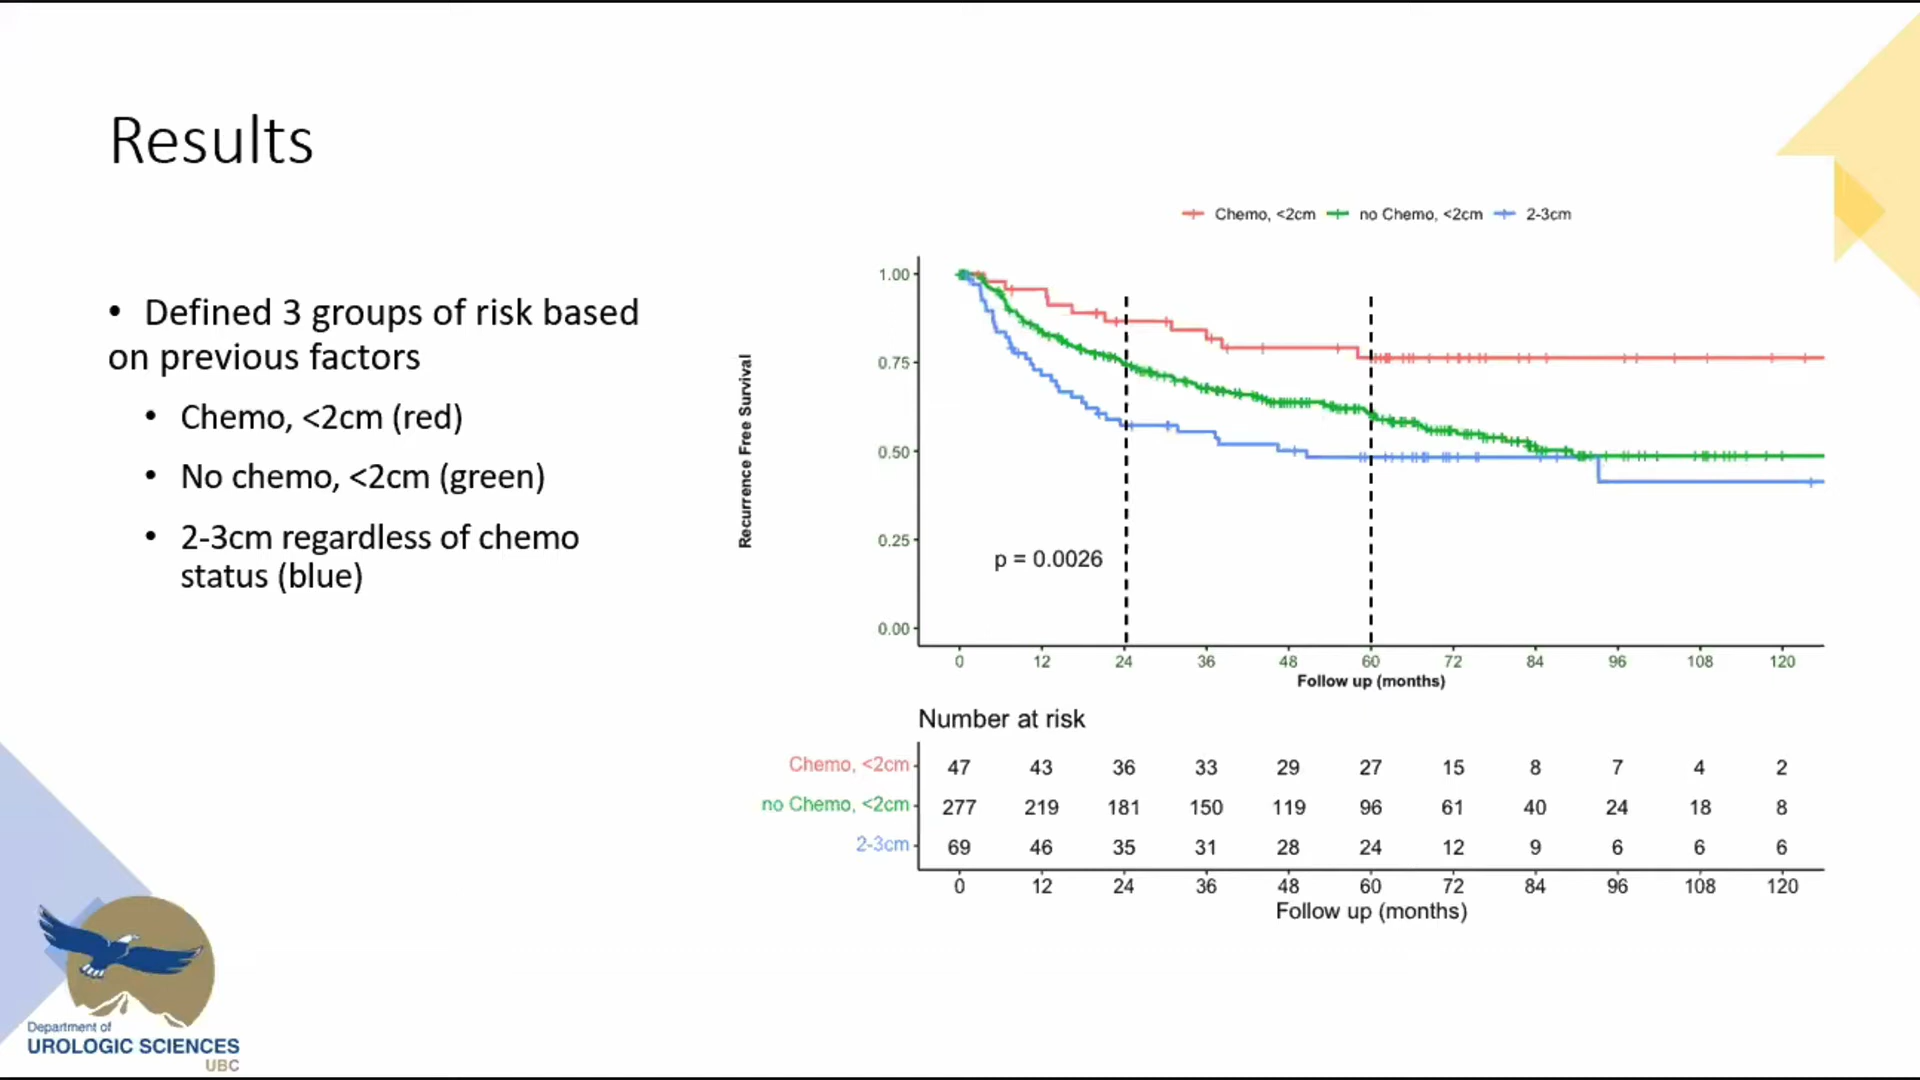 Results
• Defined 3 groups of risk based
on previous factors
• Chemo, <2cm (red)
• No chemo, <2cm (green)
• 2-3cm regardless of chemo
status (blue)
Chemo, <2cm no Chemo, <2cm 2-3cm
Recurrence Free Survival
1.00
0.75
0.50
0.25
0.00
p = 0.0026
0 12 24 36 48 60 72 84 96 108 120
Follow up (months)
Number at risk
Chemo, <2cm 47 43 36 33 29 27 15 8 7 4 2
no Chemo, <2cm 277 219 181 150 119 96 61 40 24 18 8
2-3cm 69 46 35 31 28 24 12 9 6 6 6
0 12 24 36 48 60 72 84 96 108 120
Follow up (months)
Department of
UROLOGIC SCIENCES
UBC